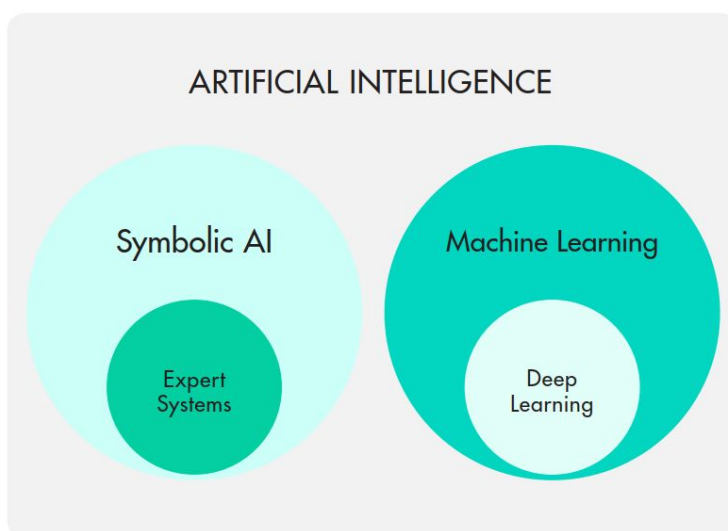 ARTIFICIAL INTELLIGENCE
Symbolic AI
Expert
Systems
Machine Learning
Deep
Learning